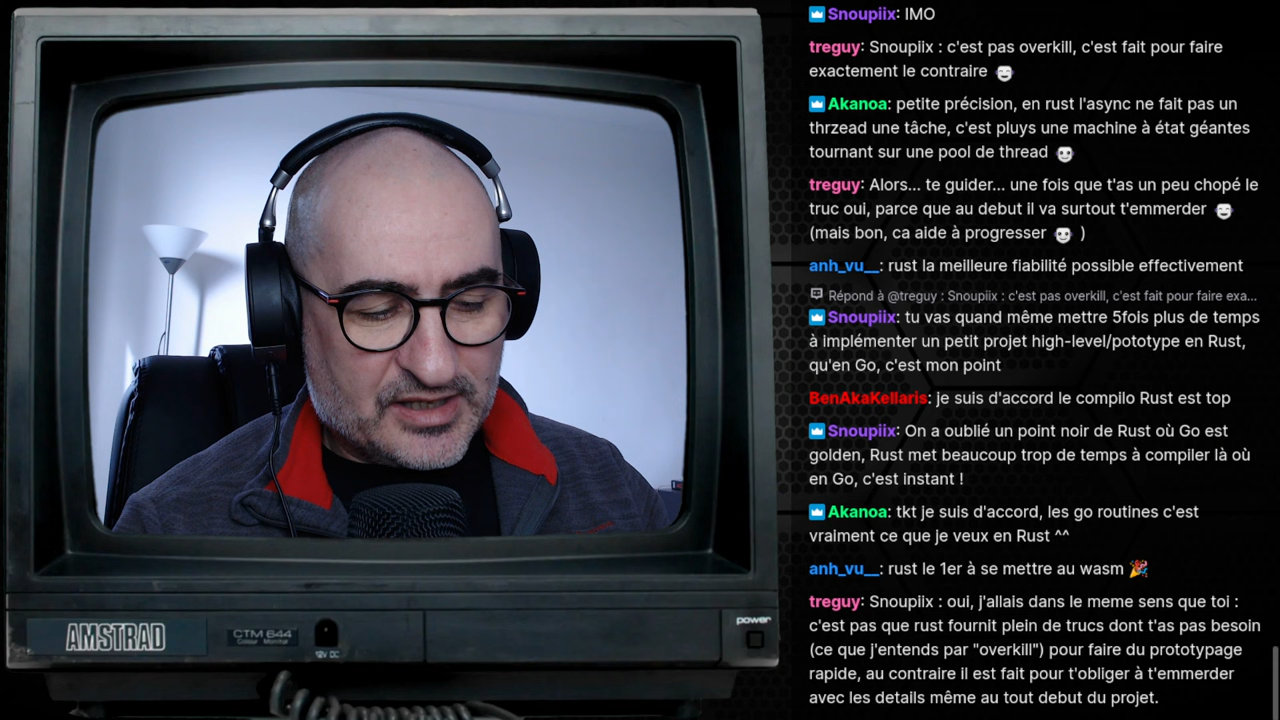 Snoupiix: IMO
treguy: Snoupiix : c'est pas overkill, c'est fait pour faire
exactement le contraire
Akanoa: petite précision, en rust l'async ne fait pas un
thrzead une tâche, c'est pluys une machine à état géantes
tournant sur une pool de thread
treguy: Alors... te guider... une fois que t'as un peu chopé le
truc oui, parce que au debut il va surtout t'emmerder
(mais bon, ca aide à progresser )
anh_vu__: rust la meilleure fiabilité possible effectivement
Répond à @treguy : Snoupiix : c'est pas overkill, c'est fait pour faire exa...
Snoupiix: tu vas quand même mettre 5fois plus de temps
à implémenter un petit projet high-level/pototype en Rust,
qu'en Go, c'est mon point
BenAkaKellaris: je suis d'accord le compilo Rust est top
Snoupiix: On a oublié un point noir de Rust où Go est
golden, Rust met beaucoup trop de temps à compiler là où
en Go, c'est instant !
Akanoa: tkt je suis d'accord, les go routines c'est
vraiment ce que je veux en Rust ^^
anh_vu__: rust le 1er à se mettre au wasm 🎉
treguy: Snoupiix : oui, j'allais dans le meme sens que toi :
c'est pas que rust fournit plein de trucs dont t'as pas besoin
(ce que j'entends par "overkill") pour faire du prototypage
rapide, au contraire il est fait pour t'obliger à t'emmerder
avec les details même au tout debut du projet.
AMSTRAD
CTM 644
Colour Monitor
12V DC
power